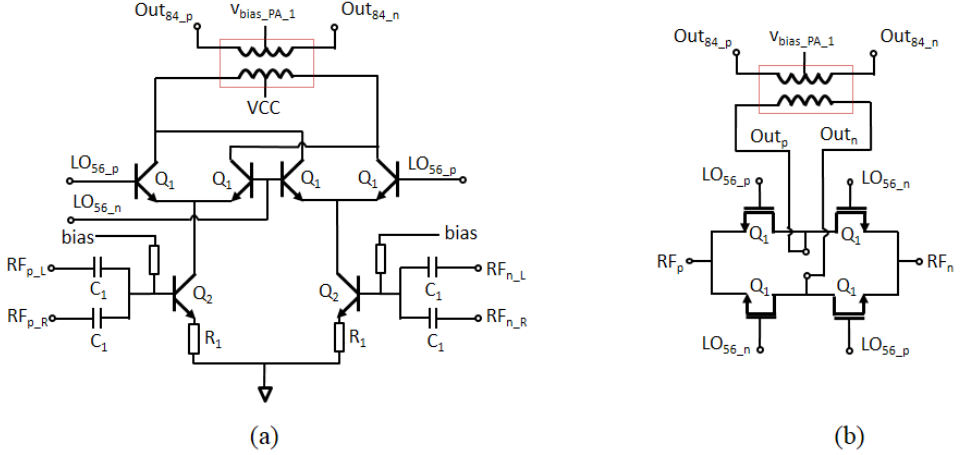 Out84_p
vbias_PA_1
Out84_n
VCC
LO56_p
Q1
Q1
Q1
Q1
LO56_p
LO56_n
bias
bias
RFp_L
C1
RFn_L
C1
Q2
Q2
RFp_R
C1
RFn_R
C1
R1
R1
(a)
Out84_p
vbias_PA_1
Out84_n
Outp
Outn
LO56_p
LO56_n
Q1
Q1
RFp
RFn
Q1
Q1
LO56_n
LO56_p
(b)